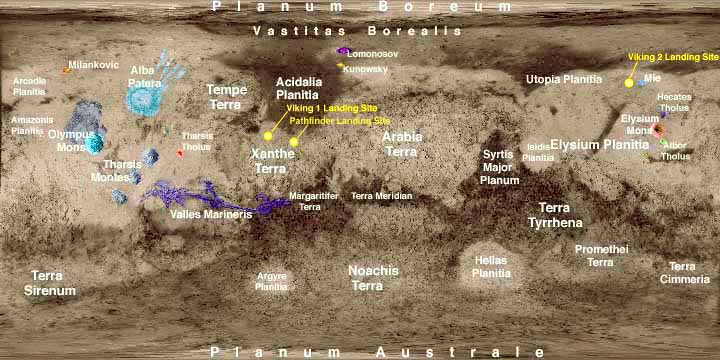 Planum Boreum
Vastitas Borealis
Lomonosov
Kunowsky
Milankovic
Alba
Patera
Arcadia
Planitia
Acidalia
Planitia
Tempe
Terra
Utopia Planitia
Viking 2 Landing Site
Mie
Hecates
Tholus
Amazonis
Planitia
Olympus
Mons
Tharsis
Tholus
Viking 1 Landing Site
Pathfinder Landing Site
Arabia
Terra
Elysium
Mons
Elysium Planitia
Albor
Tholus
Isidis
Planitia
Xanthe
Terra
Tharsis
Montes
Syrtis
Major
Planum
Valles Marineris
Margaritifer
Terra
Terra Meridian
Terra
Tyrrhena
Promethei
Terra
Terra
Cimmeria
Hellas
Planitia
Terra
Sirenum
Argyre
Planitia
Noachis
Terra
Planum Australe